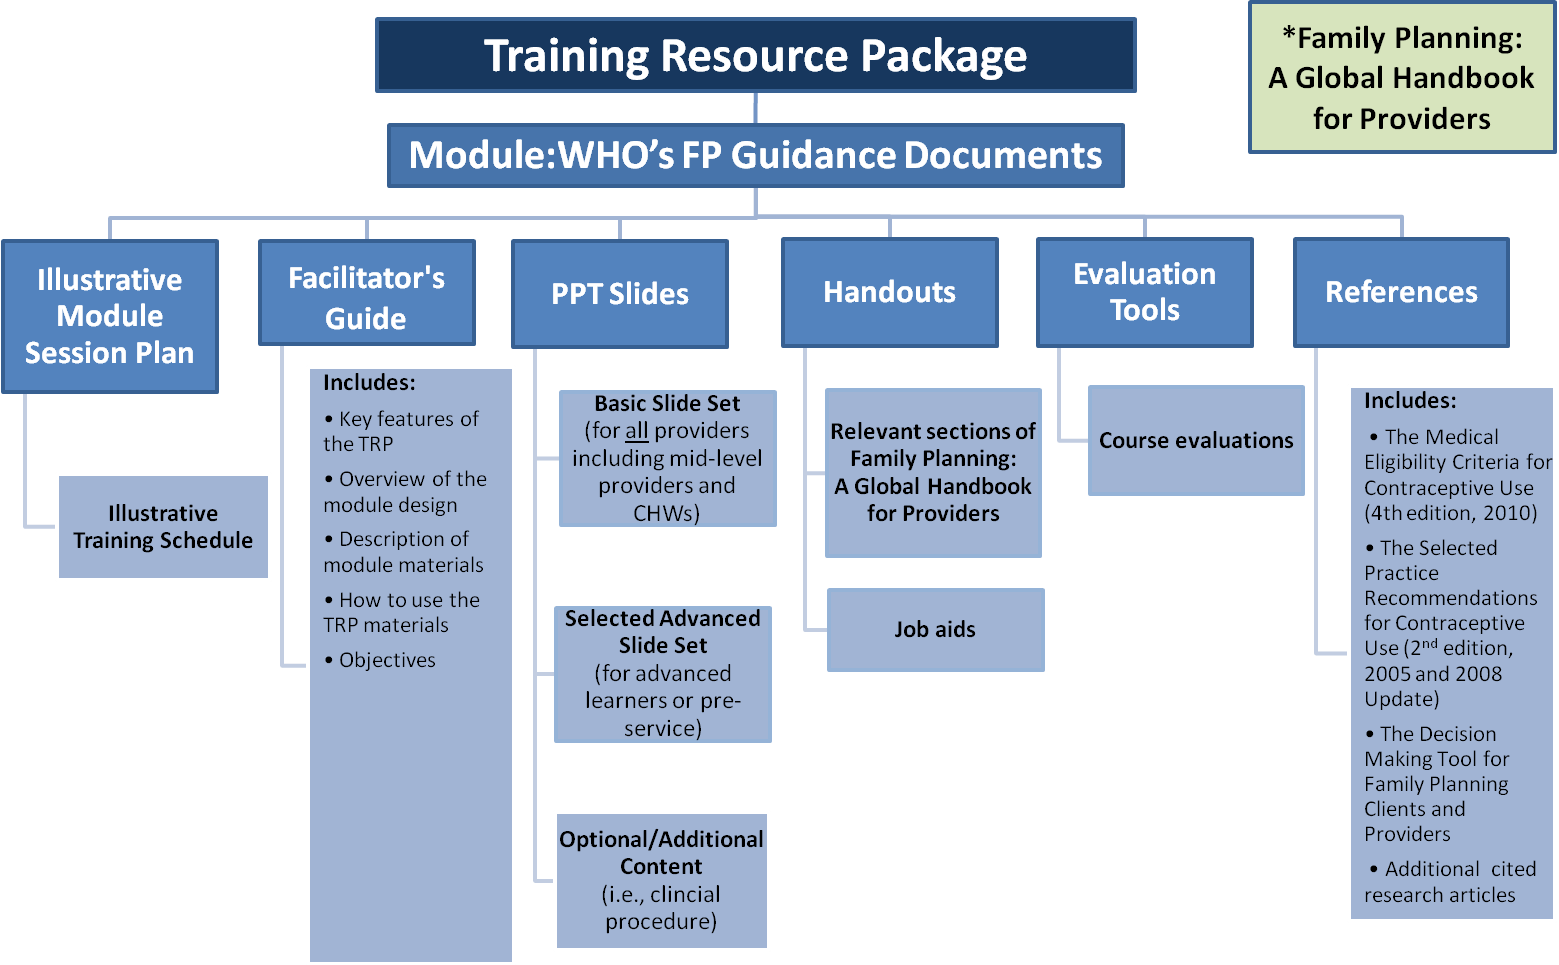 Training Resource Package
*Family Planning:
A Global Handbook
for Providers
Module:WHO's FP Guidance Documents
Illustrative
Module
Session Plan
Illustrative
Training Schedule
Facilitator's
Guide
Includes:
• Key features of
the TRP
• Overview of the
module design
• Description of
module materials
• How to use the
TRP materials
• Objectives
PPT Slides
Basic Slide Set
(for all providers
including mid-level
providers and
CHWs)
Selected Advanced
Slide Set
(for advanced
learners or pre-
service)
Optional/Additional
Content
(i.e., clincial
procedure)
Handouts
Relevant sections of
Family Planning:
A Global Handbook
for Providers
Job aids
Evaluation
Tools
Course evaluations
References
Includes:
• The Medical
Eligibility Criteria for
Contraceptive Use
(4th edition, 2010)
• The Selected
Practice
Recommendations
for Contraceptive
Use (2nd edition,
2005 and 2008
Update)
• The Decision
Making Tool for
Family Planning
Clients and
Providers
• Additional cited
research articles